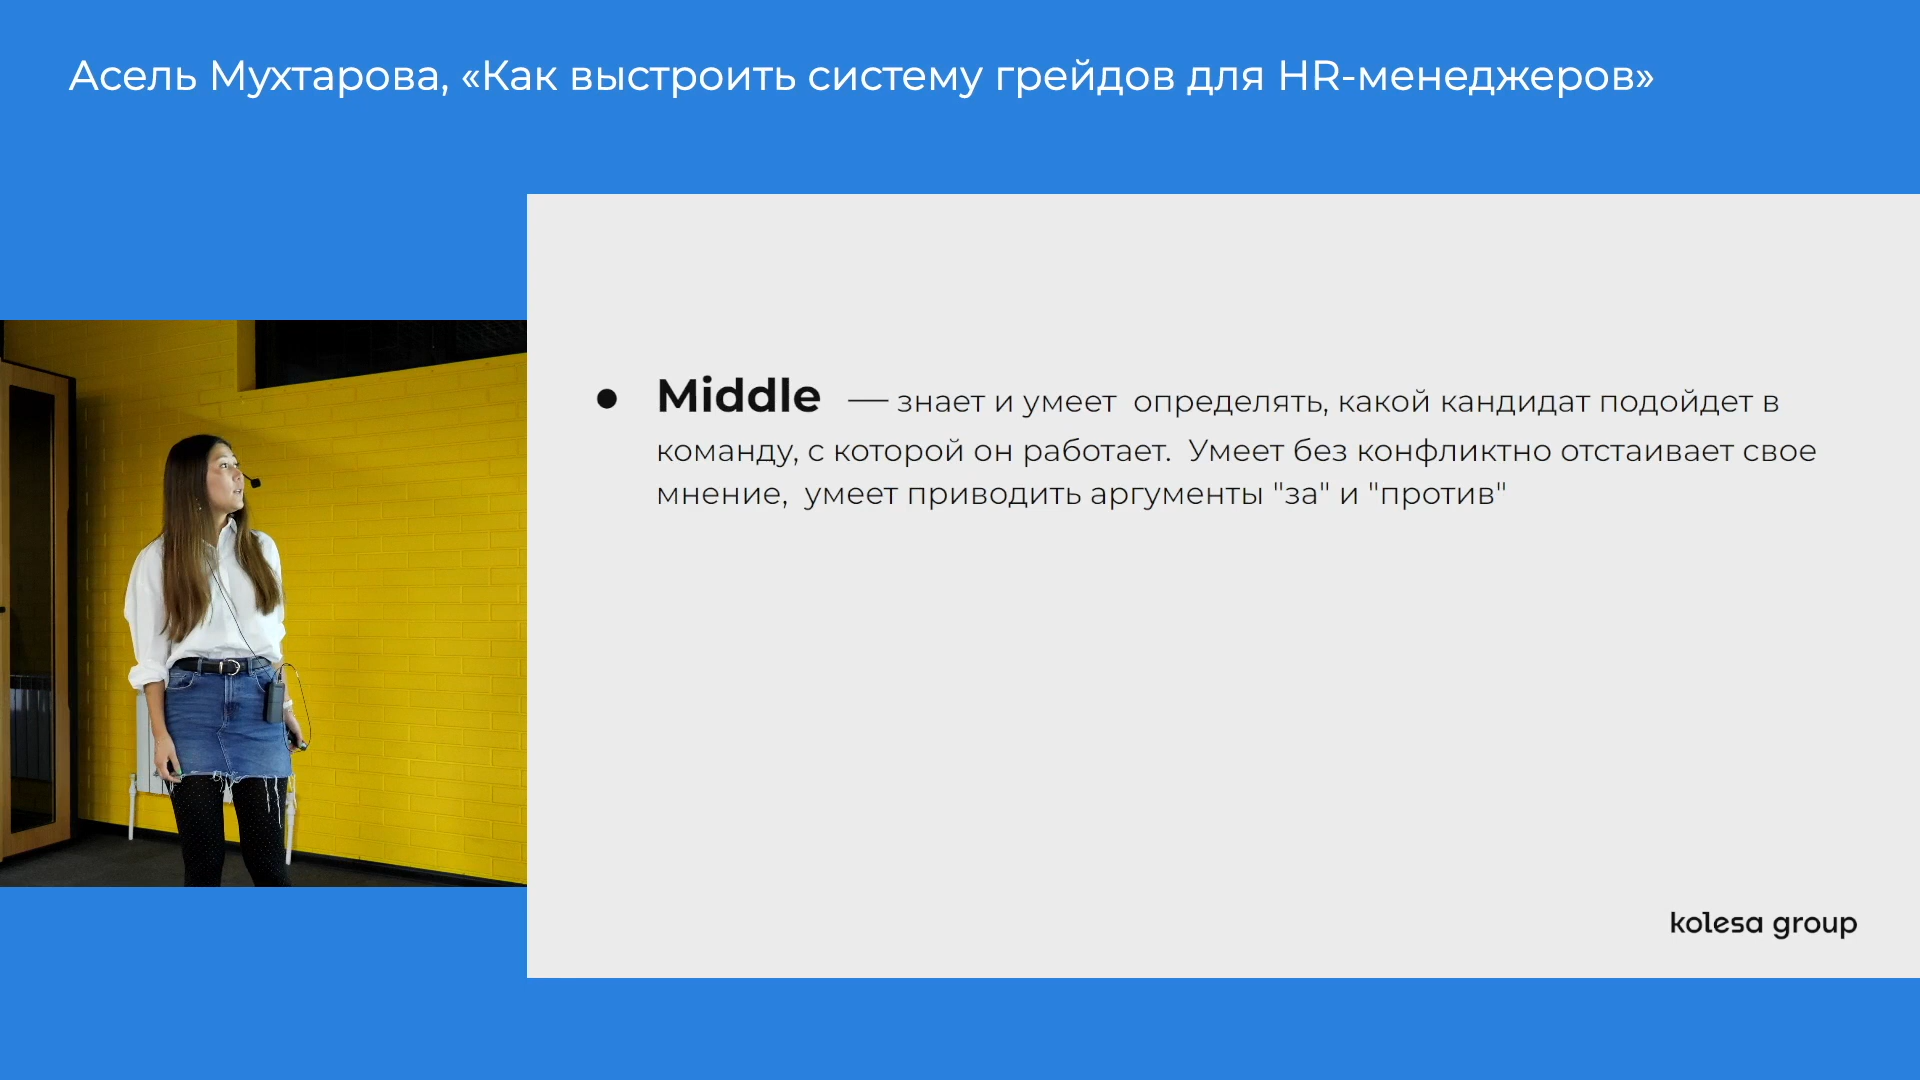 Асель Мухтарова, «Как выстроить систему грейдов для HR-менеджеров»
● Middle — знает и умеет определять, какой кандидат подойдет в
команду, с которой он работает. Умеет без конфликтно отстаивает свое
мнение, умеет приводить аргументы "за" и "против"
kolesa group